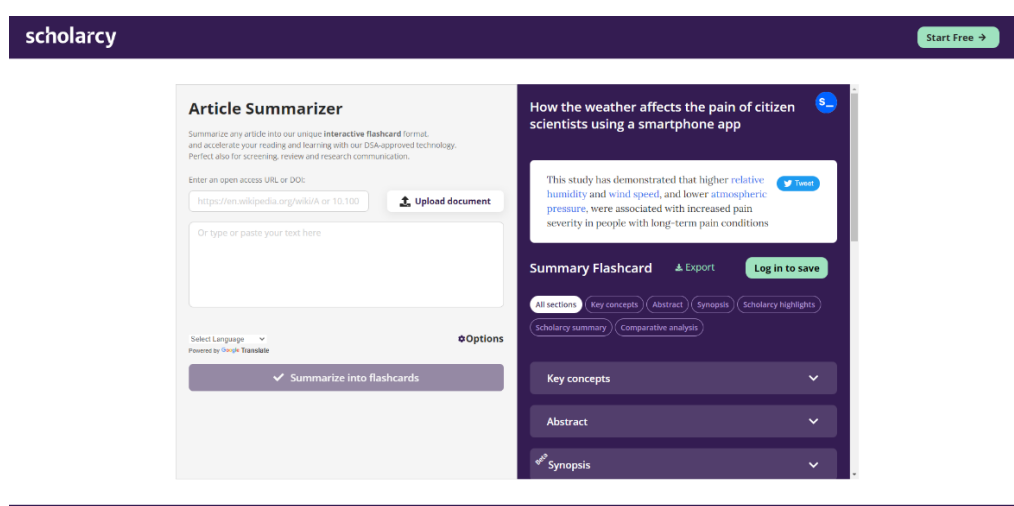 scholarcy
Start Free →
Article Summarizer
Summarize any article into our unique interactive flashcard format,
and accelerate your reading and learning with our DSA-approved technology.
Perfect also for screening, review and research communication.
Enter an open access URL or DOI:
https://en.wikipedia.org/wiki/A or 10.100
Upload document
Or type or paste your text here
Select Language
Powered by Google Translate
Options
Summarize into flashcards
How the weather affects the pain of citizen
scientists using a smartphone app
S_
This study has demonstrated that higher relative
humidity and wind speed, and lower atmospheric
pressure, were associated with increased pain
severity in people with long-term pain conditions
Tweet
Summary Flashcard
Export
Log in to save
All sections
Key concepts
Abstract
Synopsis
Scholarcy highlights
Scholarcy summary
Comparative analysis
Key concepts
Abstract
Beta
Synopsis